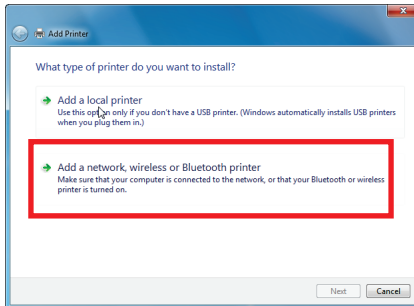 Add Printer
What type of printer do you want to install?
Add a local printer
Use this option only if you don't have a USB printer. (Windows automatically installs USB printers
when you plug them in.)
Add a network, wireless or Bluetooth printer
Make sure that your computer is connected to the network, or that your Bluetooth or wireless
printer is turned on.
Next Cancel